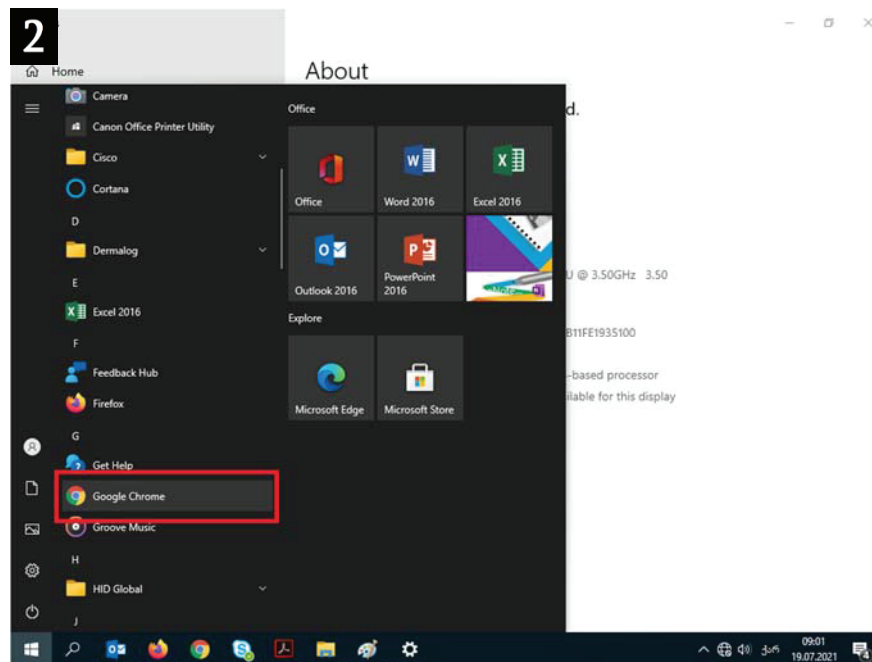 2
Home
About
d.
Camera
Canon Office Printer Utility
Cisco
Cortana
D
Dermalog
E
Excel 2016
F
Feedback Hub
Firefox
G
Get Help
Google Chrome
Groove Music
H
HID Global
J
Office
Office
Word 2016
Excel 2016
Outlook 2016
PowerPoint
2016
Explore
Microsoft Edge
Microsoft Store
U @ 3.50GHz 3.50
B11FE1935100
-based processor
ilable for this display
ქარ
09:01
19.07.2021
4